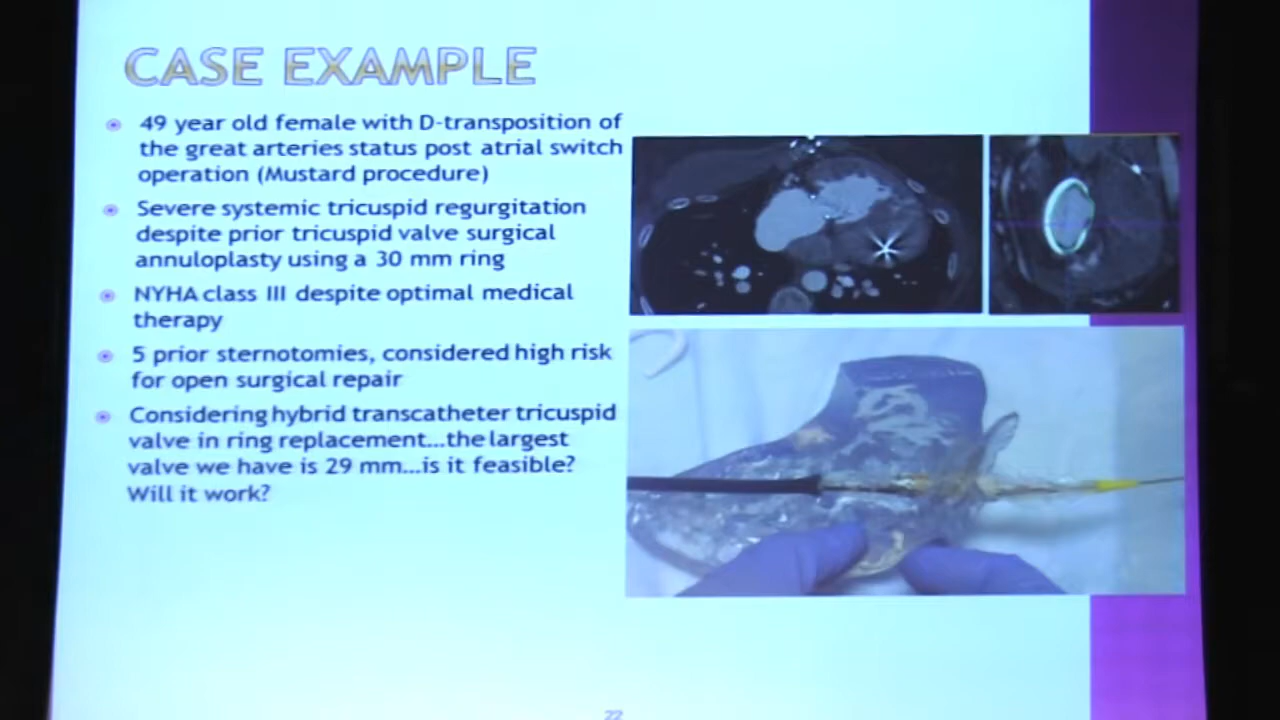 CASE EXAMPLE
49 year old female with D-transposition of
the great arteries status post atrial switch
operation (Mustard procedure)
Severe systemic tricuspid regurgitation
despite prior tricuspid valve surgical
annuloplasty using a 30 mm ring
NYHA class III despite optimal medical
therapy
5 prior sternotomies, considered high risk
for open surgical repair
Considering hybrid transcatheter tricuspid
valve in ring replacement...the largest
valve we have is 29 mm...is it feasible?
Will it work?
22